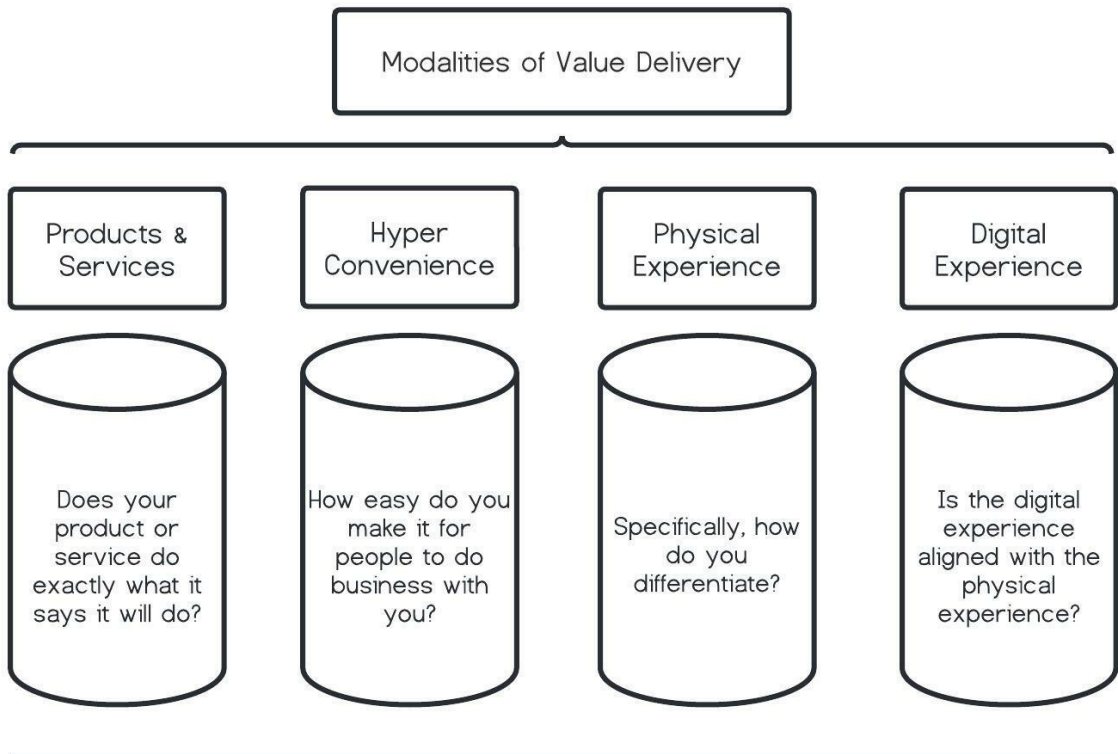 Modalities of Value Delivery
Products &
Services
Hyper
Convenience
Physical
Experience
Digital
Experience
Does your
product or
service do
exactly what it
says it will do?
How easy do you
make it for
people to do
business with
you?
Specifically, how
do you
differentiate?
Is the digital
experience
aligned with the
physical
experience?